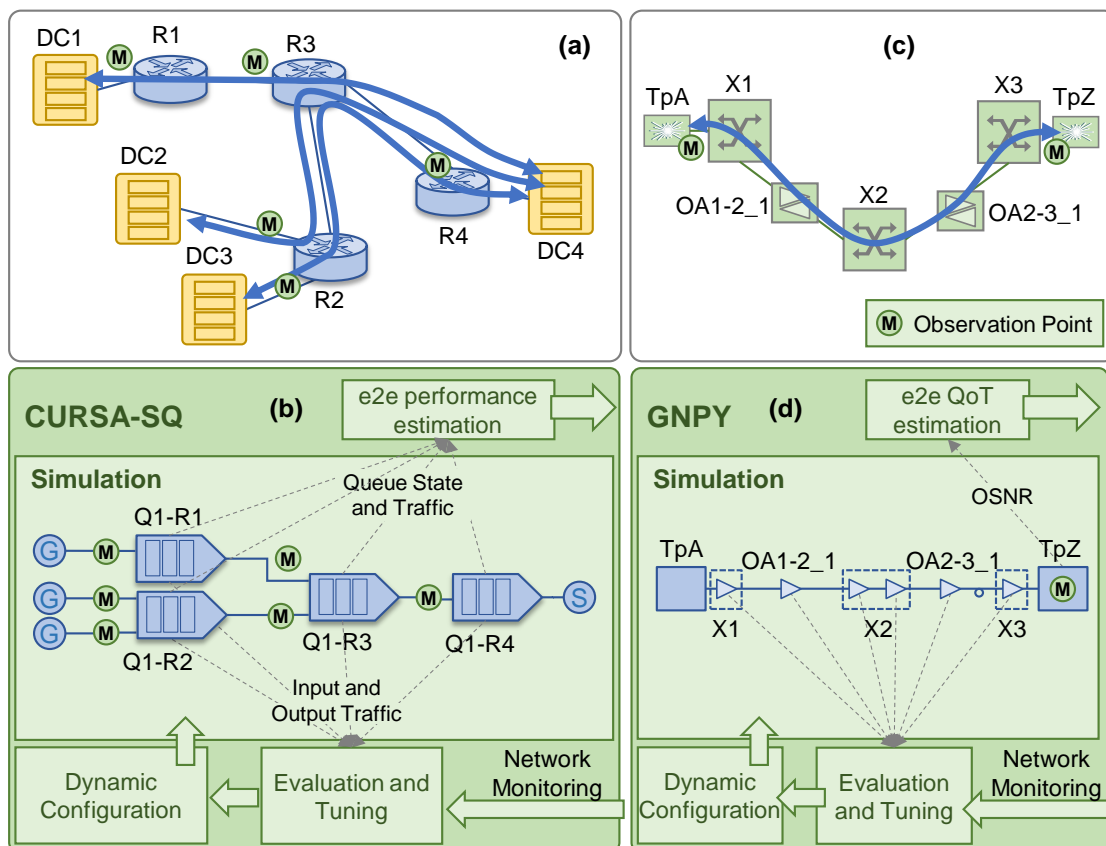 (a)
DC1
R1
R3
M
M
DC2
M
R4
DC4
M
DC3
M
R2
(c)
X1
X3
TpA
TpZ
M
M
OA1-2_1
X2
OA2-3_1
M Observation Point
CURSA-SQ
(b)
e2e performance
estimation
Simulation
Queue State
and Traffic
Q1-R1
G
M
M
G
M
M
M
S
G
M
Q1-R2
Q1-R3
Q1-R4
Input and
Output Traffic
Dynamic
Configuration
Evaluation and
Tuning
Network
Monitoring
GNPY
(d)
e2e QoT
estimation
Simulation
OSNR
TpA
OA1-2_1
OA2-3_1
TpZ
M
X1
X2
X3
Dynamic
Configuration
Evaluation
and Tuning
Network
Monitoring